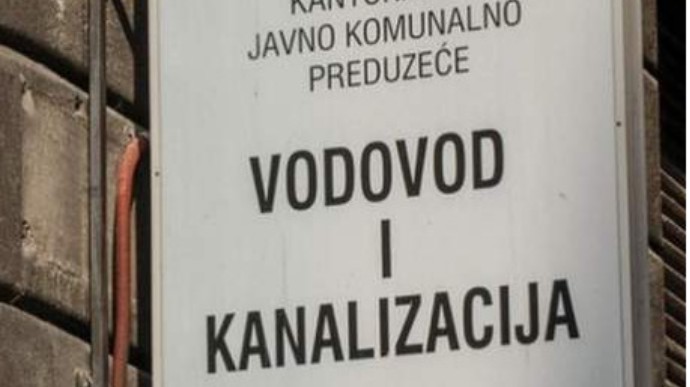 JAVNO KOMUNALNO
PREDUZEĆE
VODOVOD
I
KANALIZACIJA